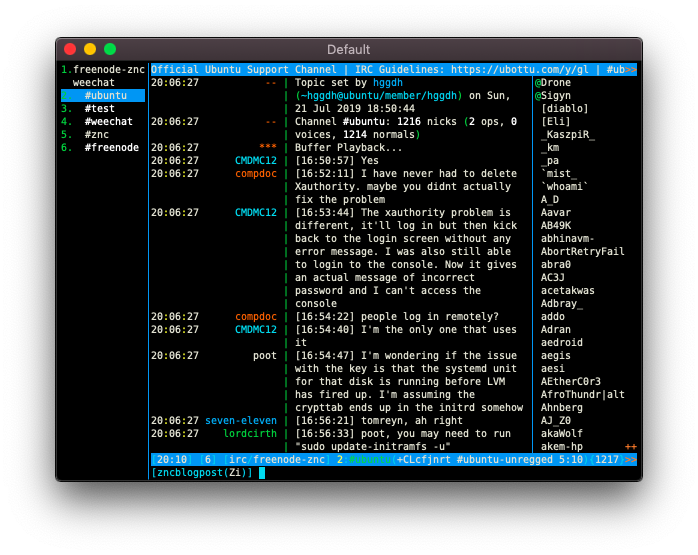 Default
1.freenode-znc
weechat
#ubuntu
3. #test
4. #weechat
5. #znc
6. #freenode
Official Ubuntu Support Channel | IRC Guidelines: https://ubottu.com/y/gl | #ub>>
20:06:27 -- | Topic set by hggdh
| (~hggdh@ubuntu/member/hggdh) on Sun,
| 21 Jul 2019 18:50:44
20:06:27 -- | Channel #ubuntu: 1216 nicks (2 ops, 0
| voices, 1214 normals)
20:06:27 *** | Buffer Playback...
20:06:27 CMDMC12 | [16:50:57] Yes
20:06:27 compdoc | [16:52:11] I have never had to delete
| Xauthority. maybe you didnt actually
| fix the problem
20:06:27 CMDMC12 | [16:53:44] The xauthority problem is
| different, it'll log in but then kick
| back to the login screen without any
| error message. I was also still able
| to login to the console. Now it gives
| an actual message of incorrect
| password and I can't access the
| console
20:06:27 compdoc | [16:54:22] people log in remotely?
20:06:27 CMDMC12 | [16:54:40] I'm the only one that uses
| it
20:06:27 poot | [16:54:47] I'm wondering if the issue
| with the key is that the systemd unit
| for that disk is running before LVM
| has fired up. I'm assuming the
| crypttab ends up in the initrd somehow
20:06:27 seven-eleven | [16:56:21] tomreyn, ah right
20:06:27 lordcirth | [16:56:33] poot, you may need to run
| "sudo update-initramfs -u"
@Drone
@Sigyn
[diablo]
[Eli]
_KaszpiR_
_km
_pa
`mist_
`whoami`
A_D
Aavar
AB49K
abhinavm-
AbortRetryFail
abra0
AC3J
acetakwas
Adbray_
addo
Adran
aedroid
aegis
aesi
AEtherC0r3
AfroThundr|alt
Ahnberg
AJ_Z0
akaWolf
akem-hp ++
[20:10] [6] [irc/freenode-znc] 2:#ubuntu(+CLcfjnrt #ubuntu-unregged 5:10){1217}>>
[zncblogpost(Zi)]